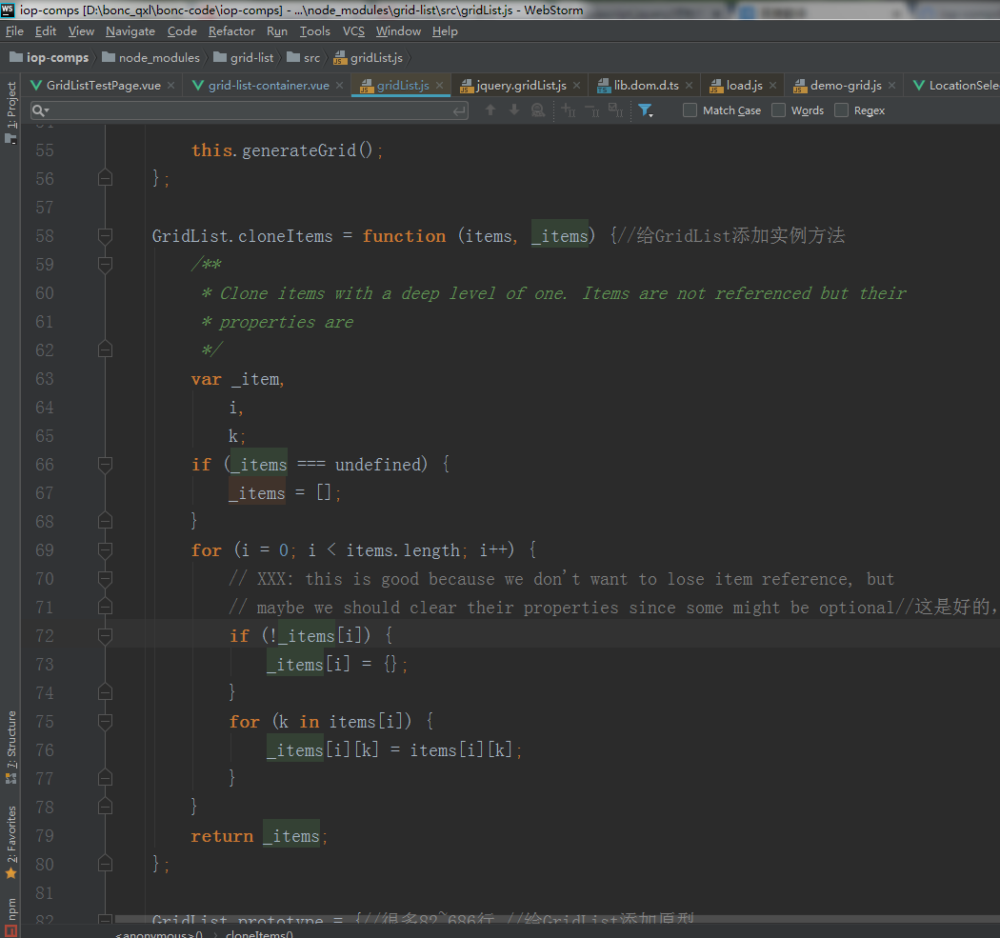 iop-comps [D:\bonc_qxl\bonc-code\iop-comps] - ...\node_modules\grid-list\src\gridList.js - WebStorm
File Edit View Navigate Code Refactor Run Tools VCS Window Help
iop-comps node_modules grid-list src gridList.js
GridListTestPage.vue grid-list-container.vue gridList.js jquery.gridList.js lib.dom.d.ts load.js demo-grid.js LocationSele
Match Case Words Regex
1: Project
55 this.generateGrid();
56 };
57
58 GridList.cloneItems = function (items, _items) {//给GridList添加实例方法
59 /**
60 * Clone items with a deep level of one. Items are not referenced but their
61 * properties are
62 */
63 var _item,
64 i,
65 k;
66 if (_items === undefined) {
67 _items = [];
68 }
69 for (i = 0; i < items.length; i++) {
70 // XXX: this is good because we don't want to lose item reference, but
71 // maybe we should clear their properties since some might be optional//这是好的,
72 if (!_items[i]) {
73 _items[i] = {};
74 }
75 for (k in items[i]) {
76 _items[i][k] = items[i][k];
77 }
78 }
79 return _items;
80 };
81
82 GridList.prototype = {//很多82~686行 //给GridList添加原型
7: Structure
2: Favorites
npm
<anonymous>() cloneItems()